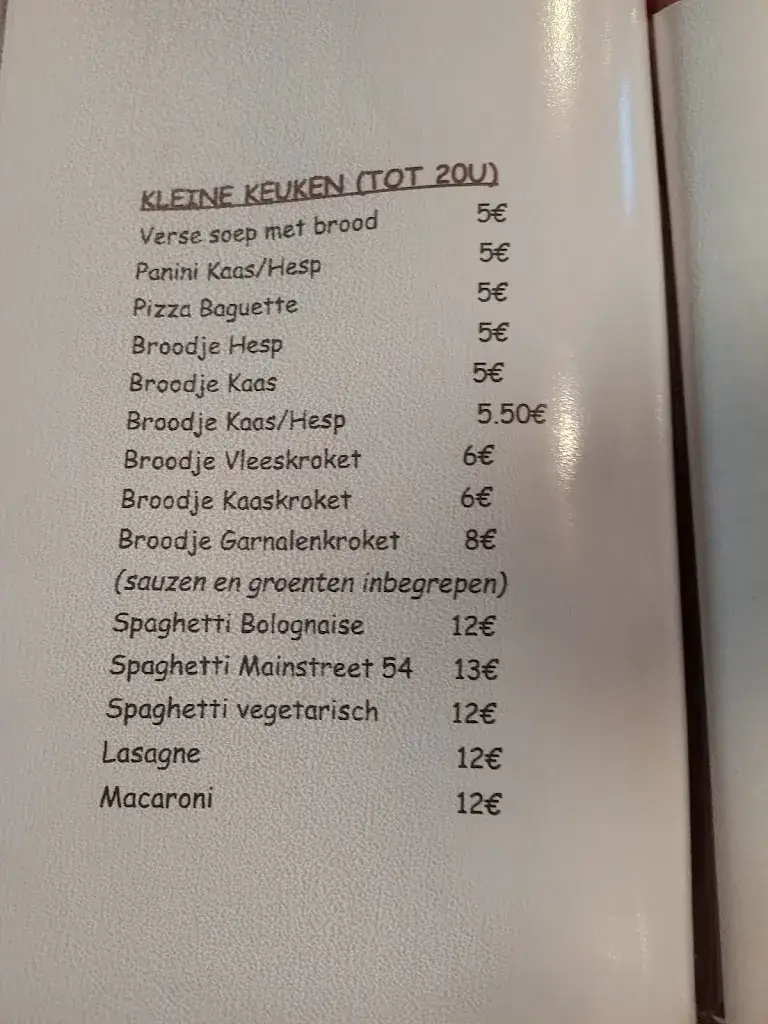 KLEINE KEUKEN (TOT 20U)
Verse soep met brood 5€
Panini Kaas/Hesp 5€
Pizza Baguette 5€
Broodje Hesp 5€
Broodje Kaas 5€
Broodje Kaas/Hesp 5.50€
Broodje Vleeskroket 6€
Broodje Kaaskroket 6€
Broodje Garnalenkroket 8€
(sauzen en groenten inbegrepen)
Spaghetti Bolognaise 12€
Spaghetti Mainstreet 54 13€
Spaghetti vegetarisch 12€
Lasagne 12€
Macaroni 12€